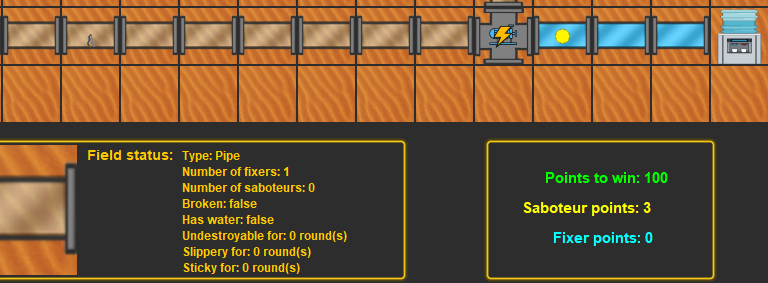 Field status:
Type: Pipe
Number of fixers: 1
Number of saboteurs: 0
Broken: false
Has water: false
Undestroyable for: 0 round(s)
Slippery for: 0 round(s)
Sticky for: 0 round(s)
Points to win: 100
Saboteur points: 3
Fixer points: 0